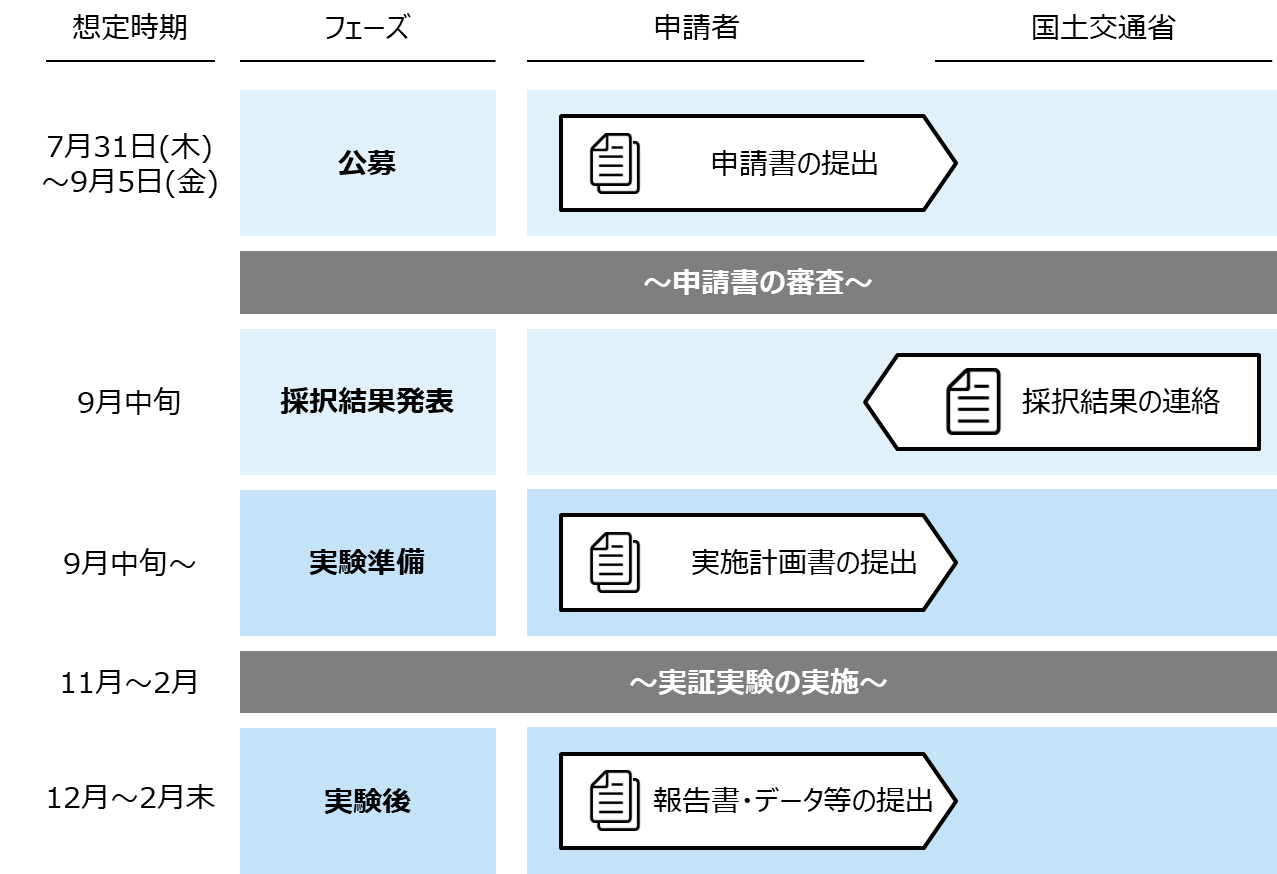 想定時期
フェーズ
申請者
国土交通省
7月31日(木)
～9月5日(金)
公募
申請書の提出
～申請書の審査～
9月中旬
採択結果発表
採択結果の連絡
9月中旬～
実験準備
実施計画書の提出
11月～2月
～実証実験の実施～
12月～2月末
実験後
報告書・データ等の提出